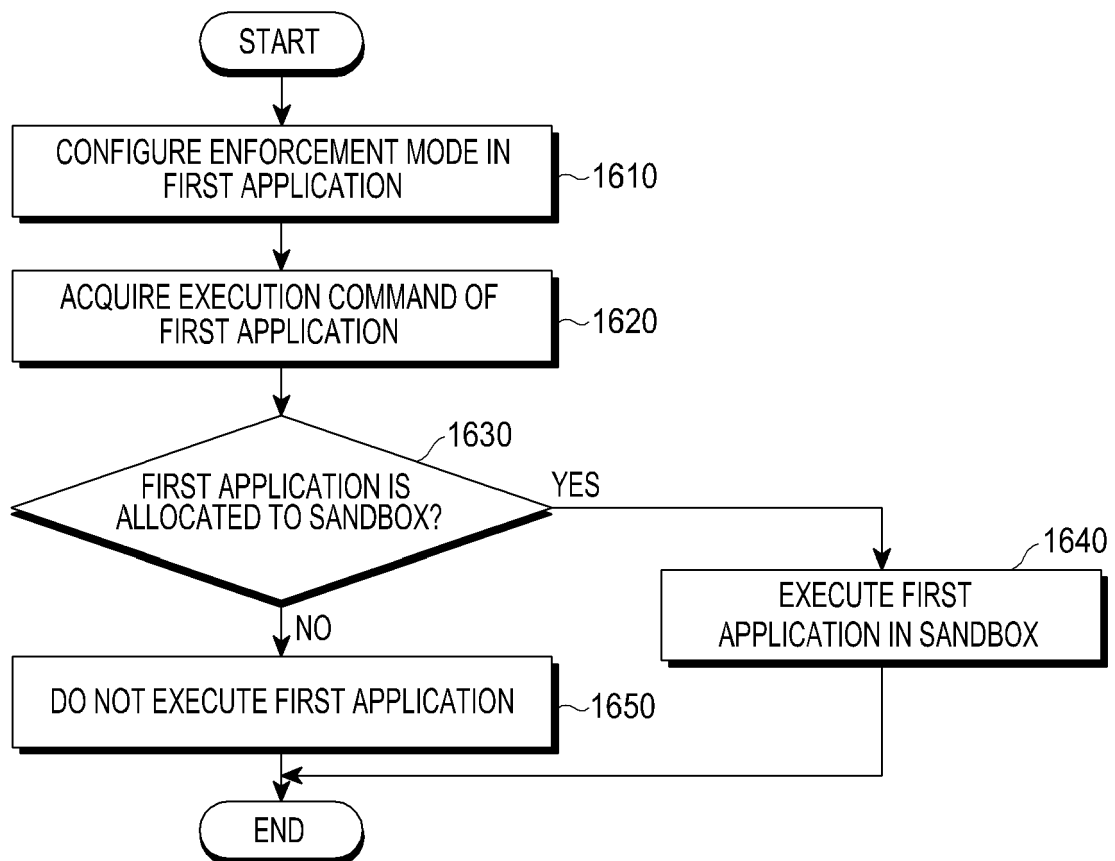 START
CONFIGURE ENFORCEMENT MODE IN
FIRST APPLICATION
1610
ACQUIRE EXECUTION COMMAND OF
FIRST APPLICATION
1620
1630
FIRST APPLICATION IS
ALLOCATED TO SANDBOX?
YES
1640
EXECUTE FIRST
APPLICATION IN SANDBOX
NO
DO NOT EXECUTE FIRST APPLICATION
1650
END